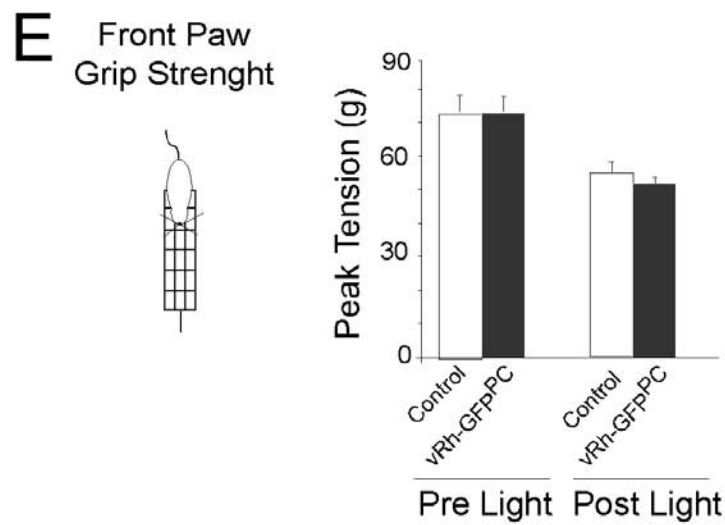 E
Front Paw
Grip Strenght
Peak Tension (g)
90
60
30
0
Control
vRh-GFPPC
Control
vRh-GFPPC
Pre Light
Post Light